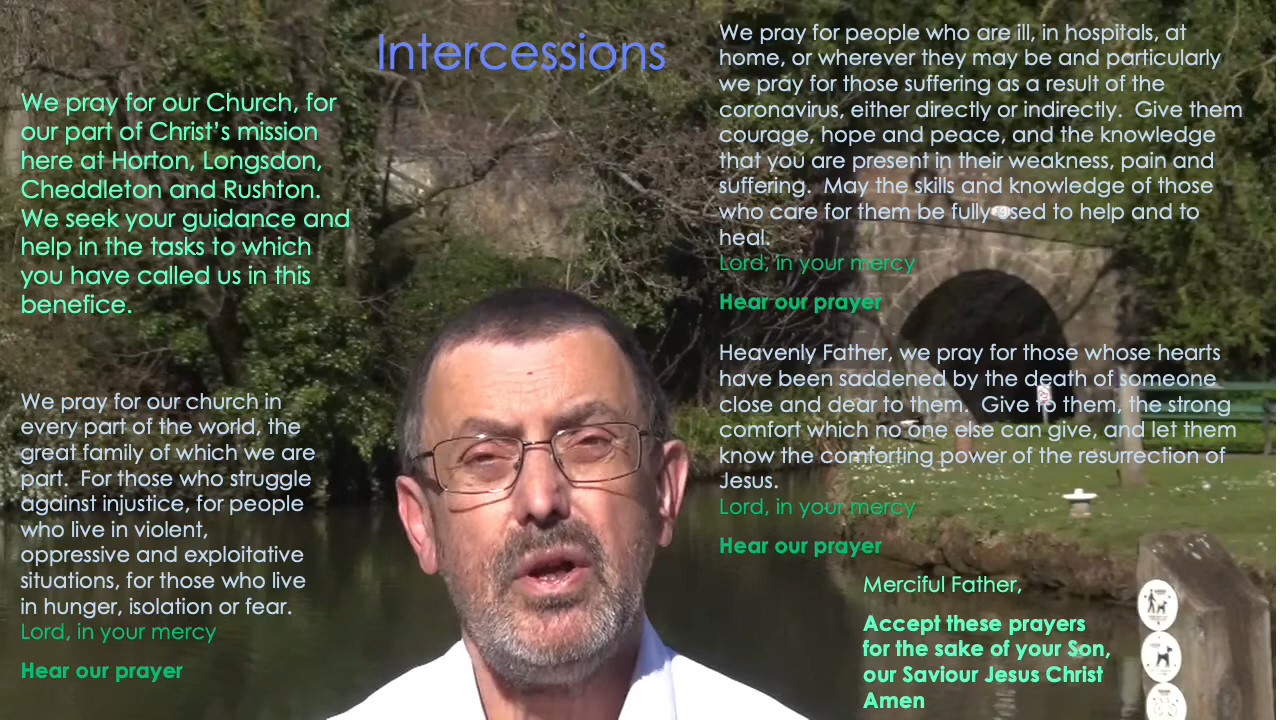 Intercessions
We pray for our Church, for
our part of Christ's mission
here at Horton, Longsdon,
Cheddleton and Rushton.
We seek your guidance and
help in the tasks to which
you have called us in this
benefice.
We pray for our church in
every part of the world, the
great family of which we are
part.  For those who struggle
against injustice, for people
who live in violent,
oppressive and exploitative
situations, for those who live
in hunger, isolation or fear.
Lord, in your mercy
Hear our prayer
We pray for people who are ill, in hospitals, at
home, or wherever they may be and particularly
we pray for those suffering as a result of the
coronavirus, either directly or indirectly.  Give them
courage, hope and peace, and the knowledge
that you are present in their weakness, pain and
suffering.  May the skills and knowledge of those
who care for them be fully used to help and to
heal.
Lord, in your mercy
Hear our prayer
Heavenly Father, we pray for those whose hearts
have been saddened by the death of someone
close and dear to them.  Give to them, the strong
comfort which no one else can give, and let them
know the comforting power of the resurrection of
Jesus.
Lord, in your mercy
Hear our prayer
Merciful Father,
Accept these prayers
for the sake of your Son,
our Saviour Jesus Christ
Amen